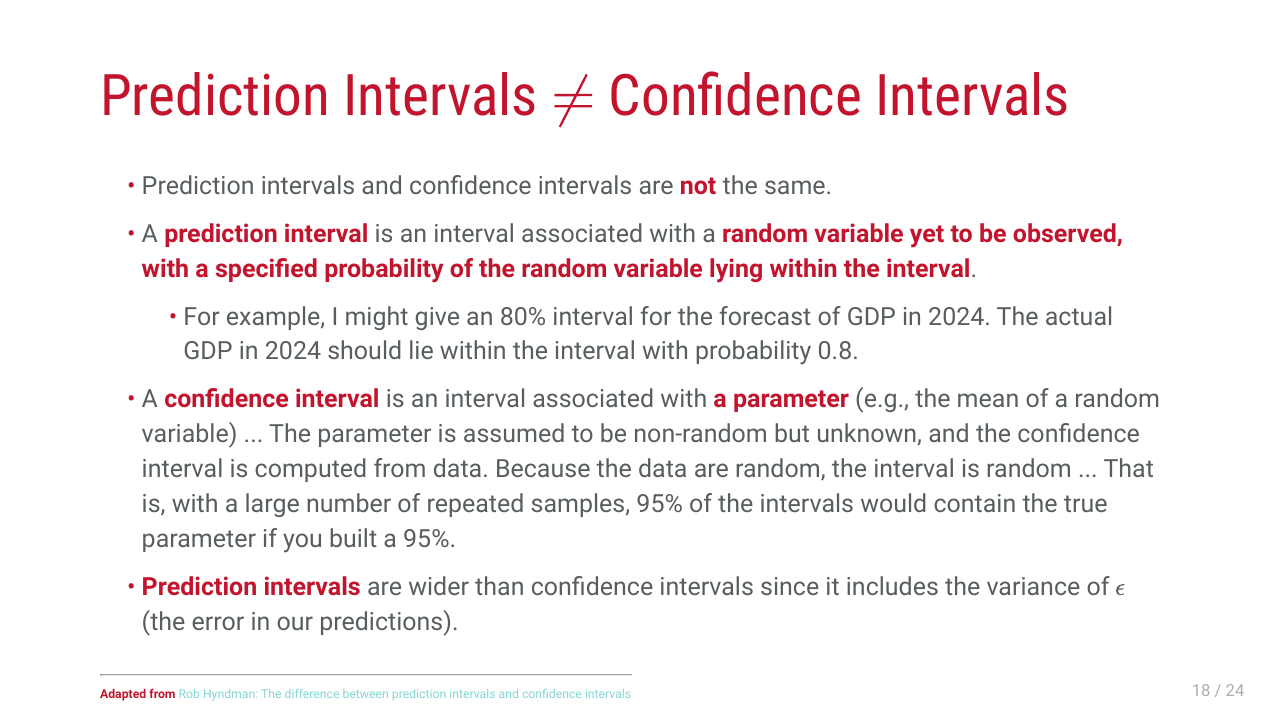 Prediction Intervals ≠ Confidence Intervals
• Prediction intervals and confidence intervals are not the same.
• A prediction interval is an interval associated with a random variable yet to be observed,
with a specified probability of the random variable lying within the interval.
• For example, I might give an 80% interval for the forecast of GDP in 2024. The actual
GDP in 2024 should lie within the interval with probability 0.8.
• A confidence interval is an interval associated with a parameter (e.g., the mean of a random
variable) ... The parameter is assumed to be non-random but unknown, and the confidence
interval is computed from data. Because the data are random, the interval is random ... That
is, with a large number of repeated samples, 95% of the intervals would contain the true
parameter if you built a 95%.
• Prediction intervals are wider than confidence intervals since it includes the variance of ϵ
(the error in our predictions).
Adapted from Rob Hyndman: The difference between prediction intervals and confidence intervals
18 / 24